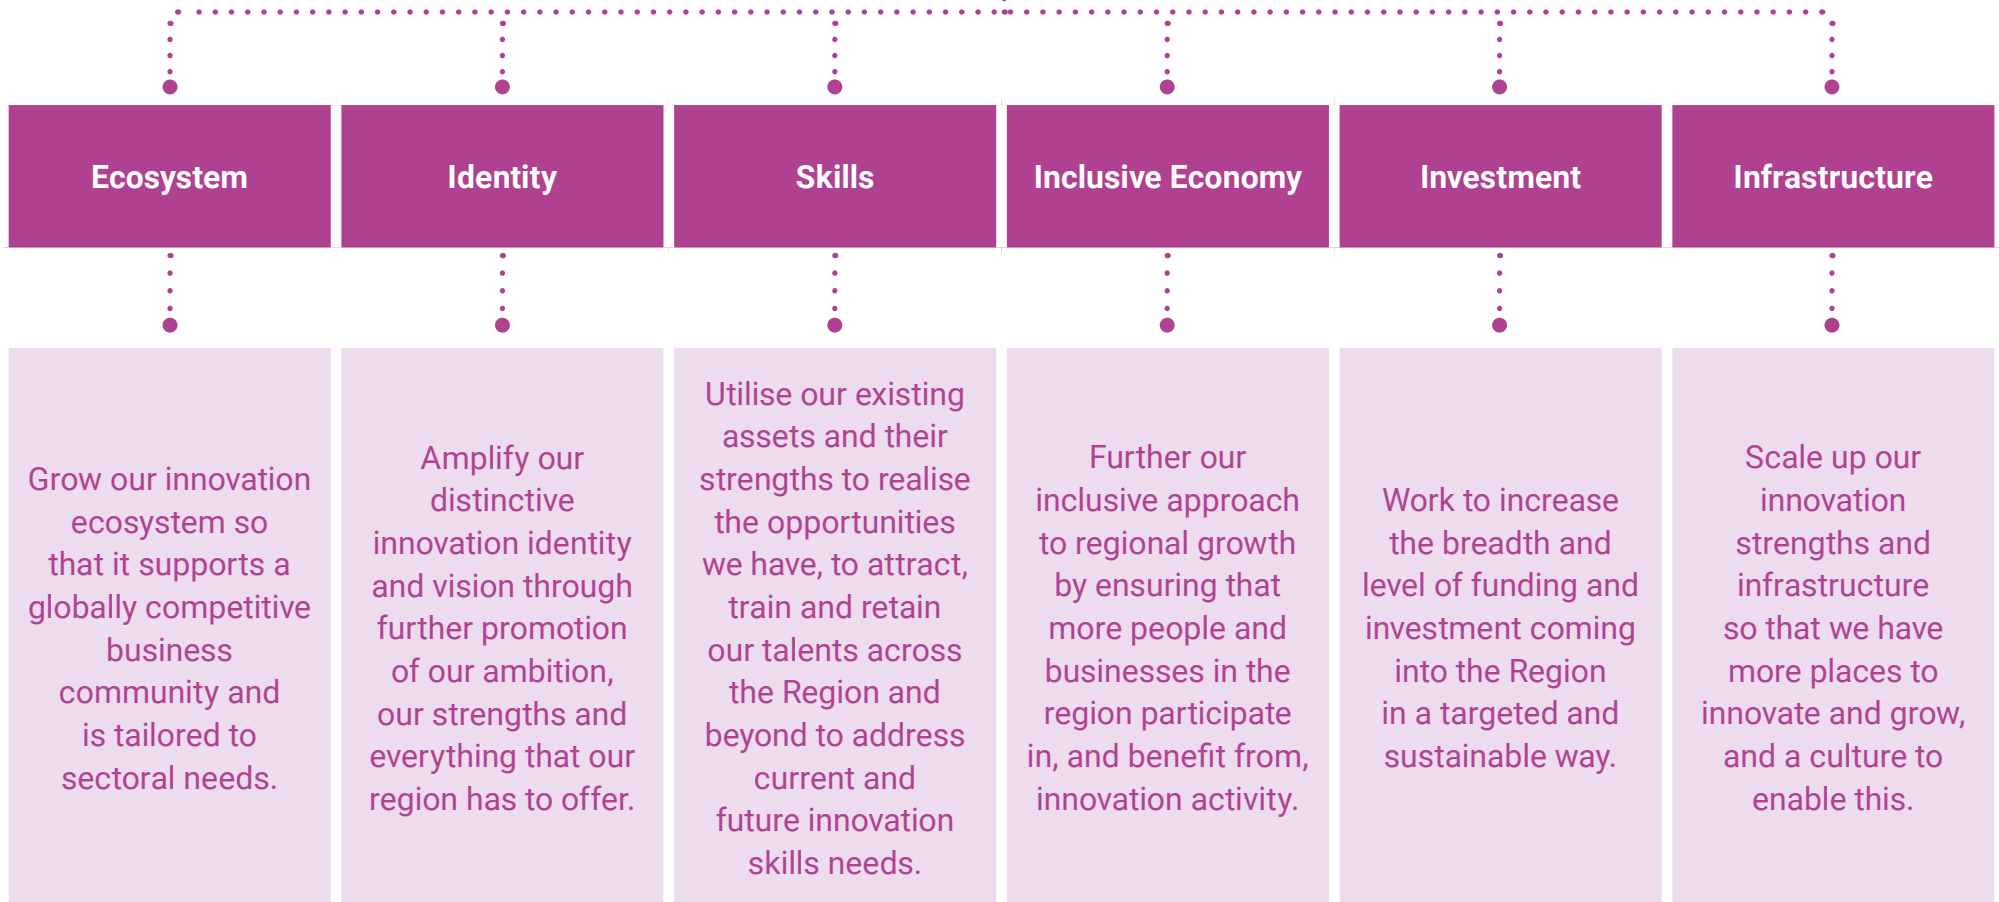 Ecosystem
Identity
Skills
Inclusive Economy
Investment
Infrastructure
Grow our innovation
ecosystem so
that it supports a
globally competitive
business
community and
is tailored to
sectoral needs.
Amplify our
distinctive
innovation identity
and vision through
further promotion
of our ambition,
our strengths and
everything that our
region has to offer.
Utilise our existing
assets and their
strengths to realise
the opportunities
we have, to attract,
train and retain
our talents across
the Region and
beyond to address
current and
future innovation
skills needs.
Further our
inclusive approach
to regional growth
by ensuring that
more people and
businesses in the
region participate
in, and benefit from,
innovation activity.
Work to increase
the breadth and
level of funding and
investment coming
into the Region
in a targeted and
sustainable way.
Scale up our
innovation
strengths and
infrastructure
so that we have
more places to
innovate and grow,
and a culture to
enable this.